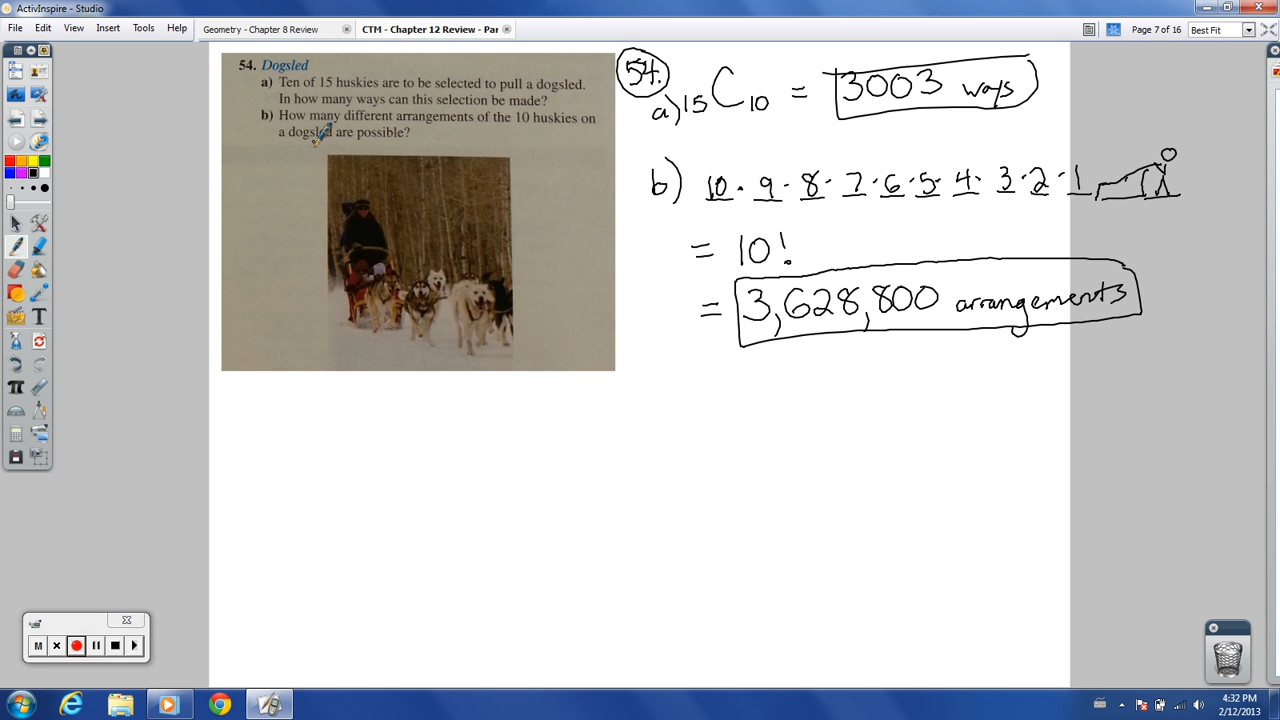 ActivInspire - Studio
File Edit View Insert Tools Help
Geometry - Chapter 8 Review
CTM - Chapter 12 Review - Par
Page 7 of 16
Best Fit
54. Dogsled
a) Ten of 15 huskies are to be selected to pull a dogsled.
In how many ways can this selection be made?
b) How many different arrangements of the 10 huskies on
a dogsled are possible?
54.
a) 15 C 10 = 3003 ways
b) 10 · 9 · 8 · 7 · 6 · 5 · 4 · 3 · 2 · 1
= 10!
= 3,628,800 arrangements
M
4:32 PM
2/12/2013